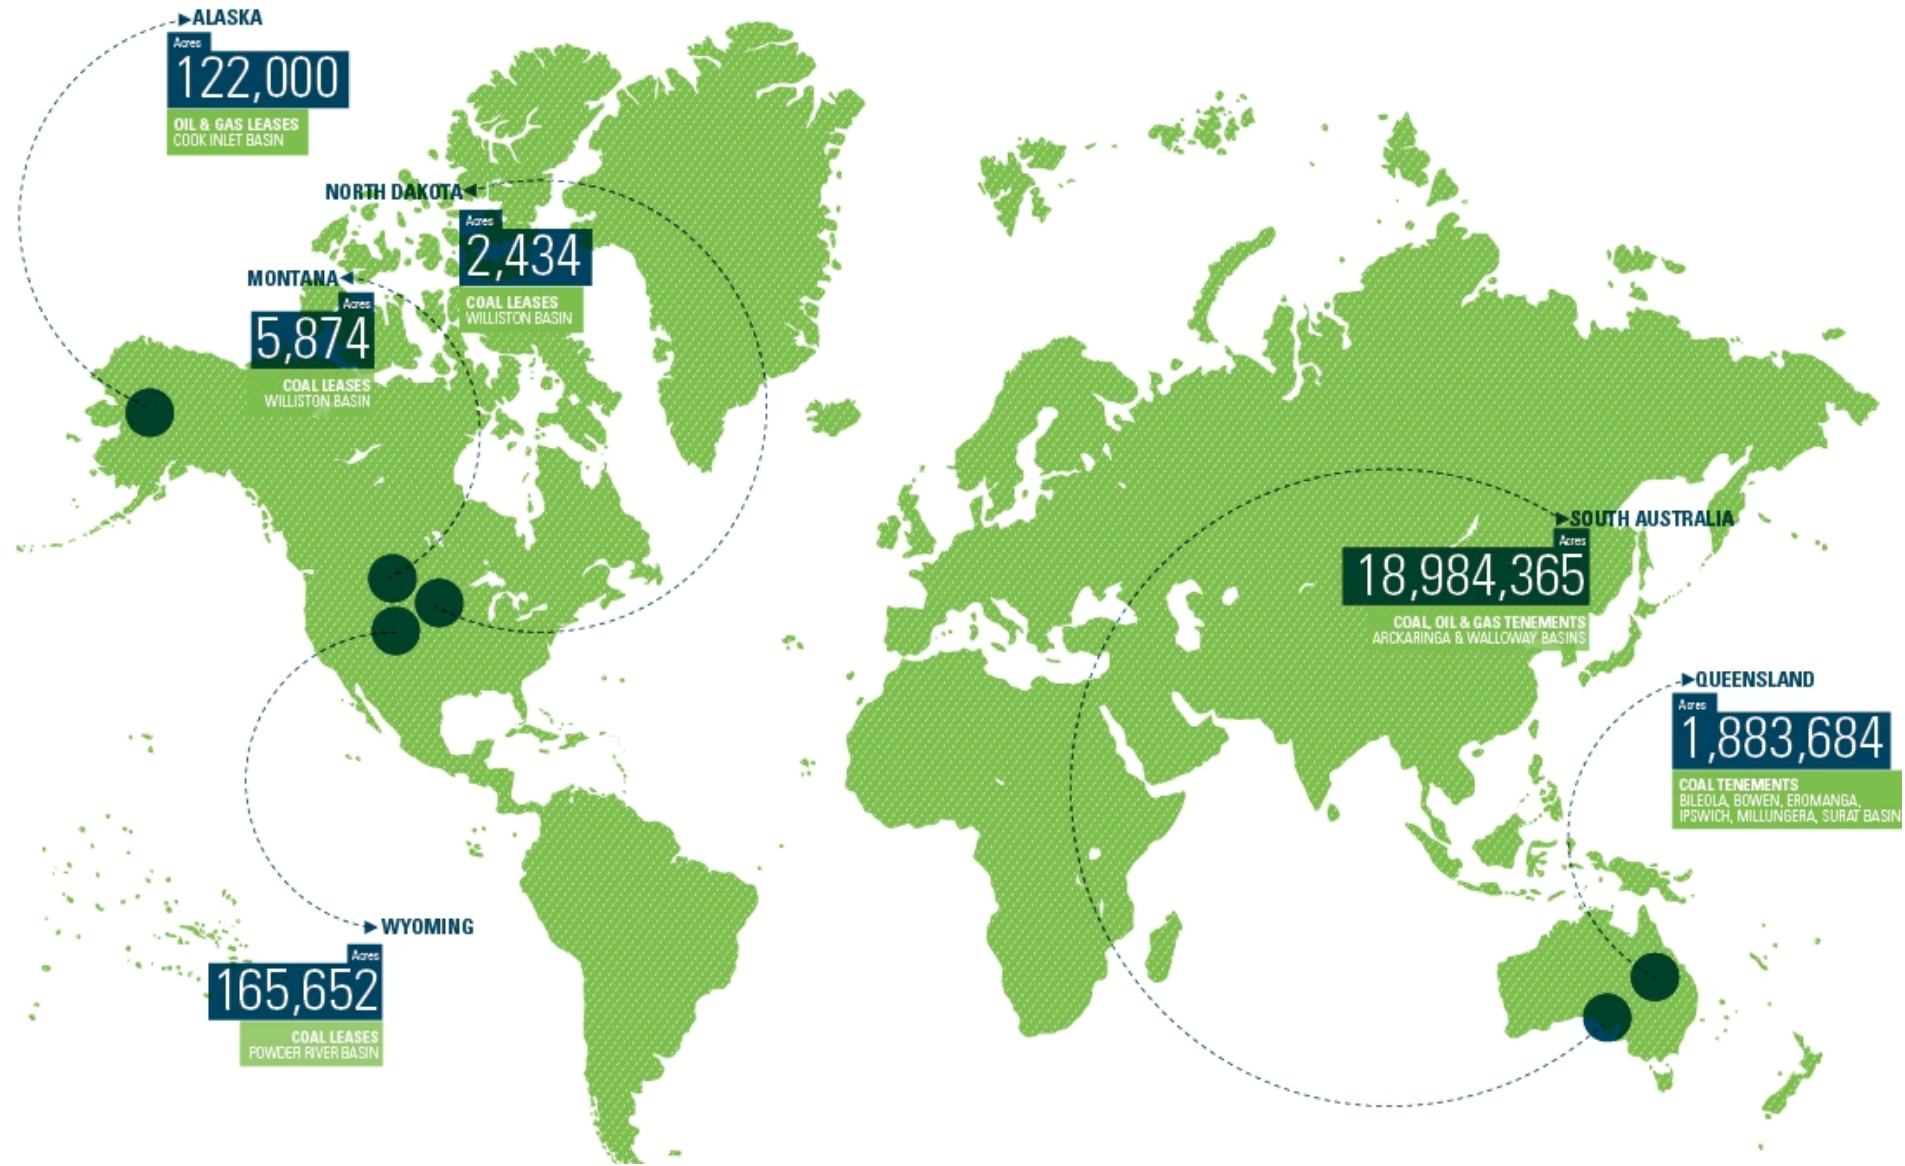 ALASKA
Acres
122,000
OIL & GAS LEASES
COOK INLET BASIN
NORTH DAKOTA
Acres
2,434
COAL LEASES
WILLISTON BASIN
MONTANA
Acres
5,874
COAL LEASES
WILLISTON BASIN
SOUTH AUSTRALIA
Acres
18,984,365
COAL, OIL & GAS TENEMENTS
ARCKARINGA & WALLOWAY BASINS
QUEENSLAND
Acres
1,883,684
COAL TENEMENTS
BILEOLA, BOWEN, EROMANGA,
IPSWICH, MILLUNGERA, SURAT BASIN
WYOMING
Acres
165,652
COAL LEASES
POWDER RIVER BASIN